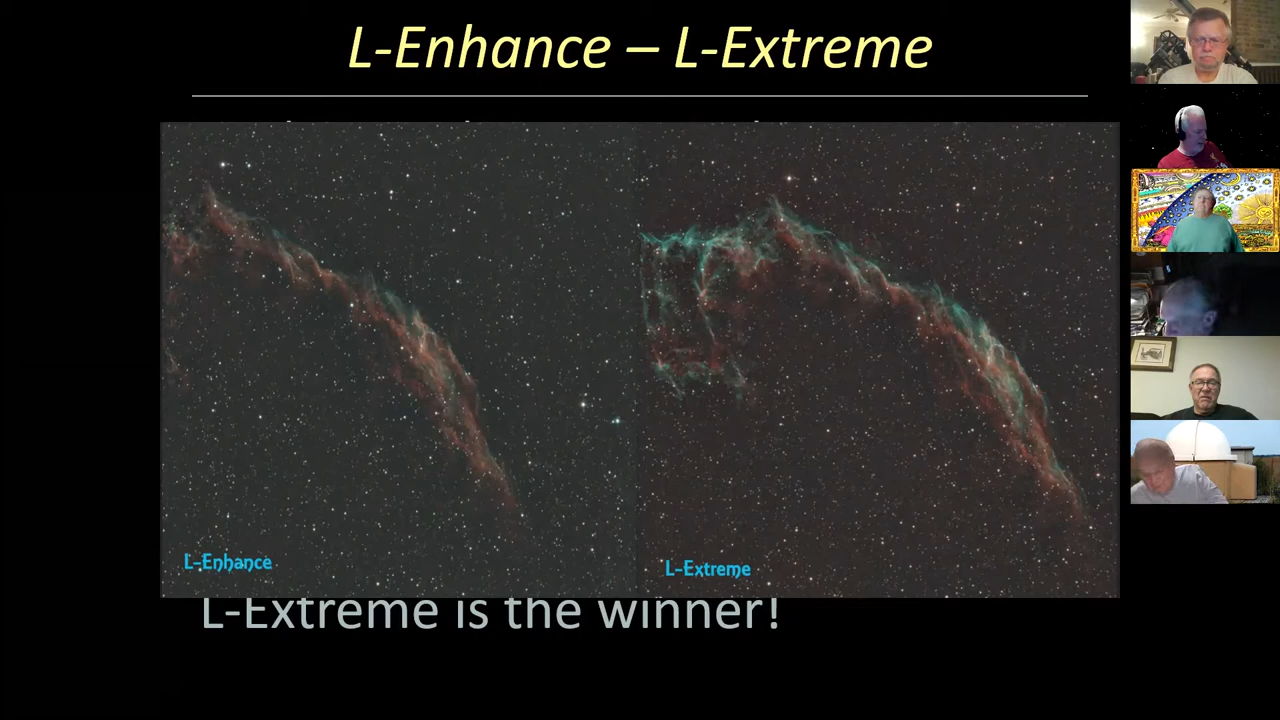 L-Enhance – L-Extreme
L-Enhance
L-Extreme
L-Extreme is the winner!